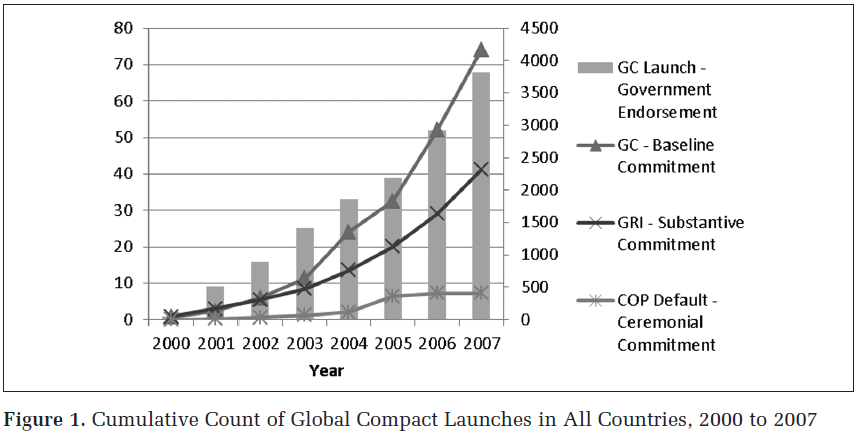 80
70
60
50
40
30
20
10
0
4500
4000
3500
3000
2500
2000
1500
1000
500
0
2000 2001 2002 2003 2004 2005 2006 2007
Year
GC Launch -
Government
Endorsement
GC - Baseline
Commitment
GRI - Substantive
Commitment
COP Default -
Ceremonial
Commitment
Figure 1. Cumulative Count of Global Compact Launches in All Countries, 2000 to 2007